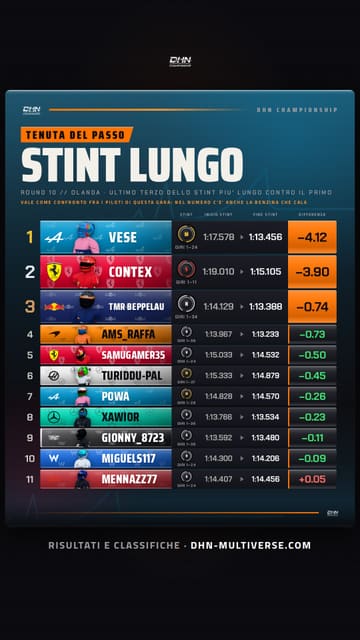 DHN
DHN
DHN CHAMPIONSHIP
TENUTA DEL PASSO
STINT LUNGO
ROUND 10 // OLANDA · ULTIMO TERZO DELLO STINT PIU' LUNGO CONTRO IL PRIMO
VALE COME CONFRONTO FRA I PILOTI DI QUESTA GARA: NEL NUMERO C'E' ANCHE LA BENZINA CHE CALA
STINT INIZIO STINT FINE STINT DIFFERENZA
1 VESE GIRI 1–24 1:17.578 1:13.456 –4.12
2 CONTEX GIRI 1–11 1:19.010 1:15.105 –3.90
3 TMR BEPPELAU 1:14.129 1:13.388 –0.74
4 AMS_RAFFA 1:13.967 1:13.233 –0.73
5 SAMUGAMER35 1:15.033 1:14.532 –0.50
6 TURIDDU-PAL 1:15.333 1:14.879 –0.45
7 POWA 1:14.828 1:14.570 –0.26
8 XAWIOR 1:13.766 1:13.534 –0.23
9 GIONNY_8723 1:13.592 1:13.480 –0.11
10 MIGUELS117 1:14.300 1:14.206 –0.09
11 MENNAZZ77 1:14.407 1:14.456 +0.05
DHN
RISULTATI E CLASSIFICHE · DHN-MULTIVERSE.COM